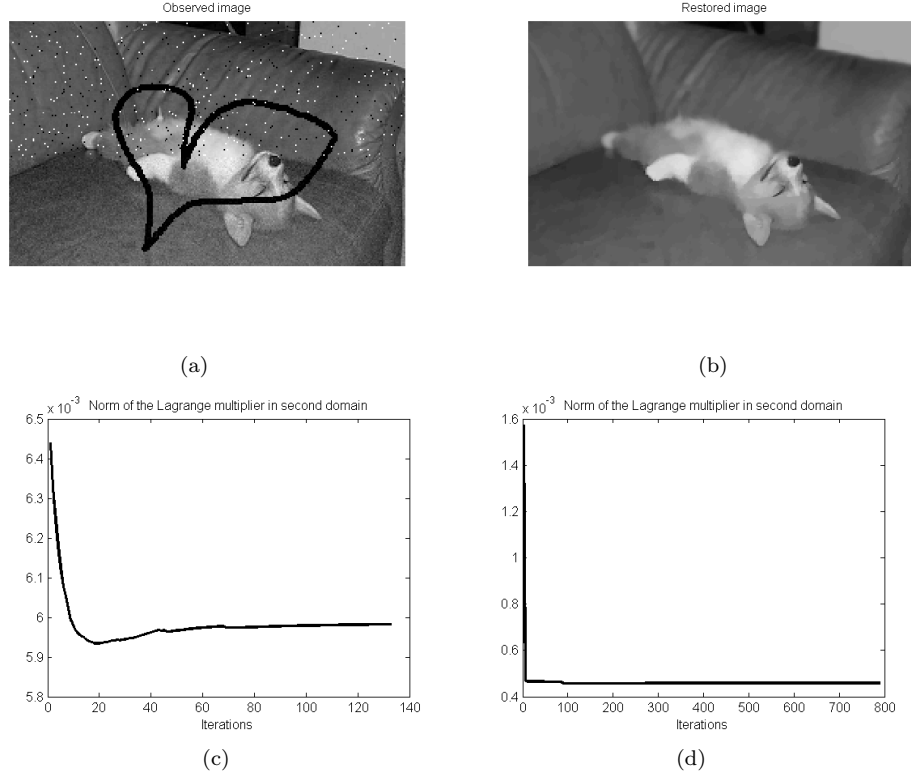 Observed image
Restored image
(a)
(b)
× 10⁻³
Norm of the Lagrange multiplier in second domain
6.5
6.4
6.3
6.2
6.1
6
5.9
5.8
0 20 40 60 80 100 120 140
Iterations
(c)
× 10⁻³
Norm of the Lagrange multiplier in second domain
1.6
1.4
1.2
1
0.8
0.6
0.4
0 100 200 300 400 500 600 700 800
Iterations
(d)